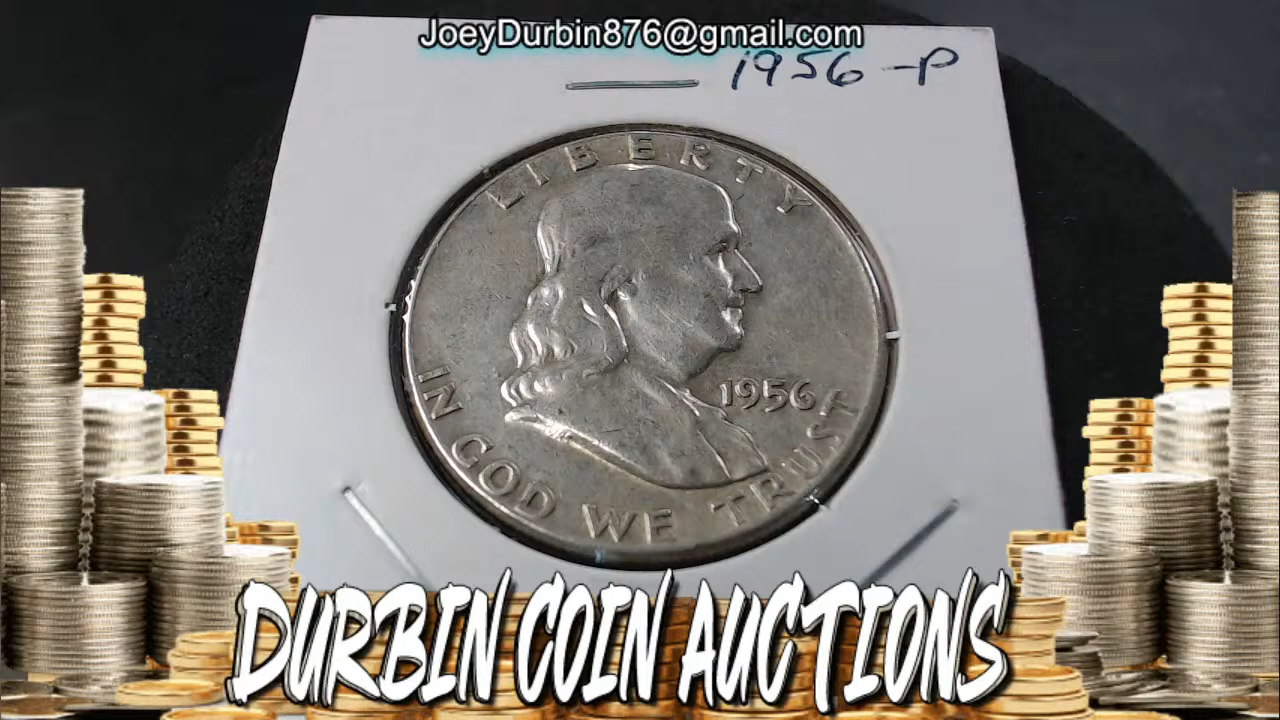 JoeyDurbin876@gmail.com
1956-P
LIBERTY
1956
IN GOD WE TRUST
DURBIN COIN AUCTIONS